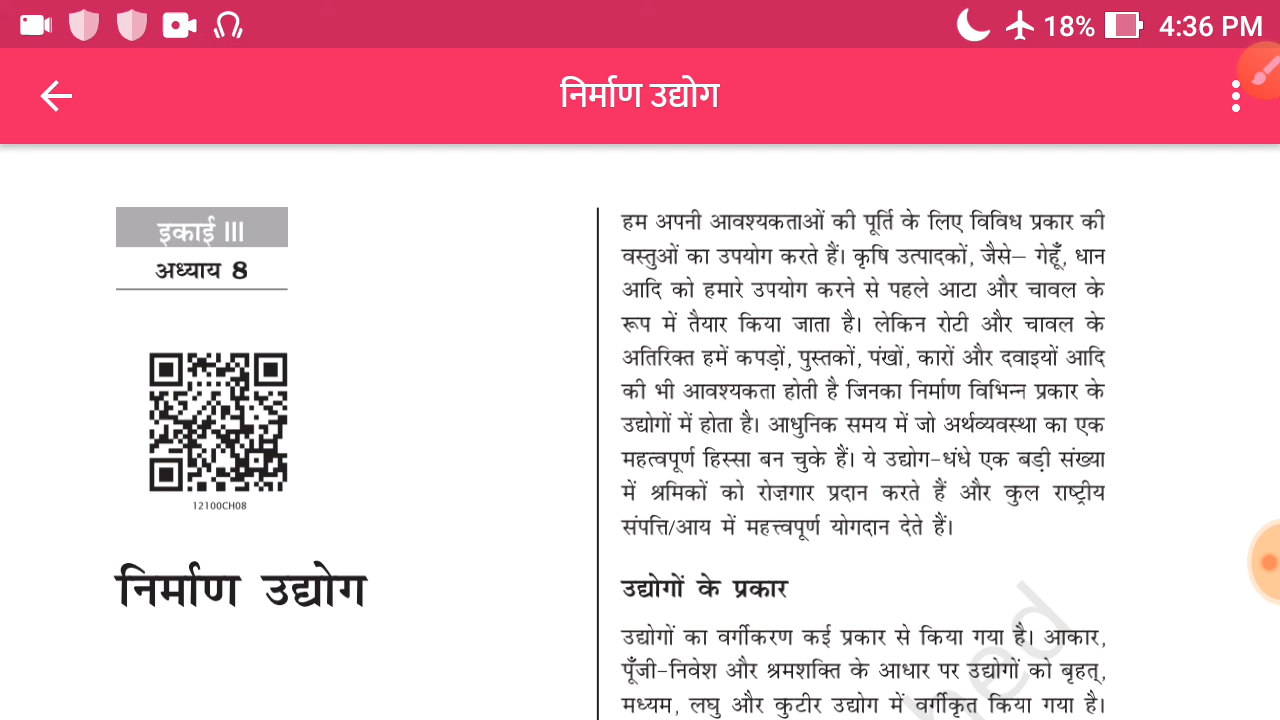 18% 4:36 PM
निर्माण उद्योग
इकाई III
अध्याय 8
12100CH08
निर्माण उद्योग
हम अपनी आवश्यकताओं की पूर्ति के लिए विविध प्रकार की
वस्तुओं का उपयोग करते हैं। कृषि उत्पादकों, जैसे– गेहूँ, धान
आदि को हमारे उपयोग करने से पहले आटा और चावल के
रूप में तैयार किया जाता है। लेकिन रोटी और चावल के
अतिरिक्त हमें कपड़ों, पुस्तकों, पंखों, कारों और दवाइयों आदि
की भी आवश्यकता होती है जिनका निर्माण विभिन्न प्रकार के
उद्योगों में होता है। आधुनिक समय में जो अर्थव्यवस्था का एक
महत्वपूर्ण हिस्सा बन चुके हैं। ये उद्योग-धंधे एक बड़ी संख्या
में श्रमिकों को रोज़गार प्रदान करते हैं और कुल राष्ट्रीय
संपत्ति/आय में महत्त्वपूर्ण योगदान देते हैं।
उद्योगों के प्रकार
उद्योगों का वर्गीकरण कई प्रकार से किया गया है। आकार,
पूँजी-निवेश और श्रमशक्ति के आधार पर उद्योगों को बृहत्,
मध्यम, लघु और कुटीर उद्योग में वर्गीकृत किया गया है।